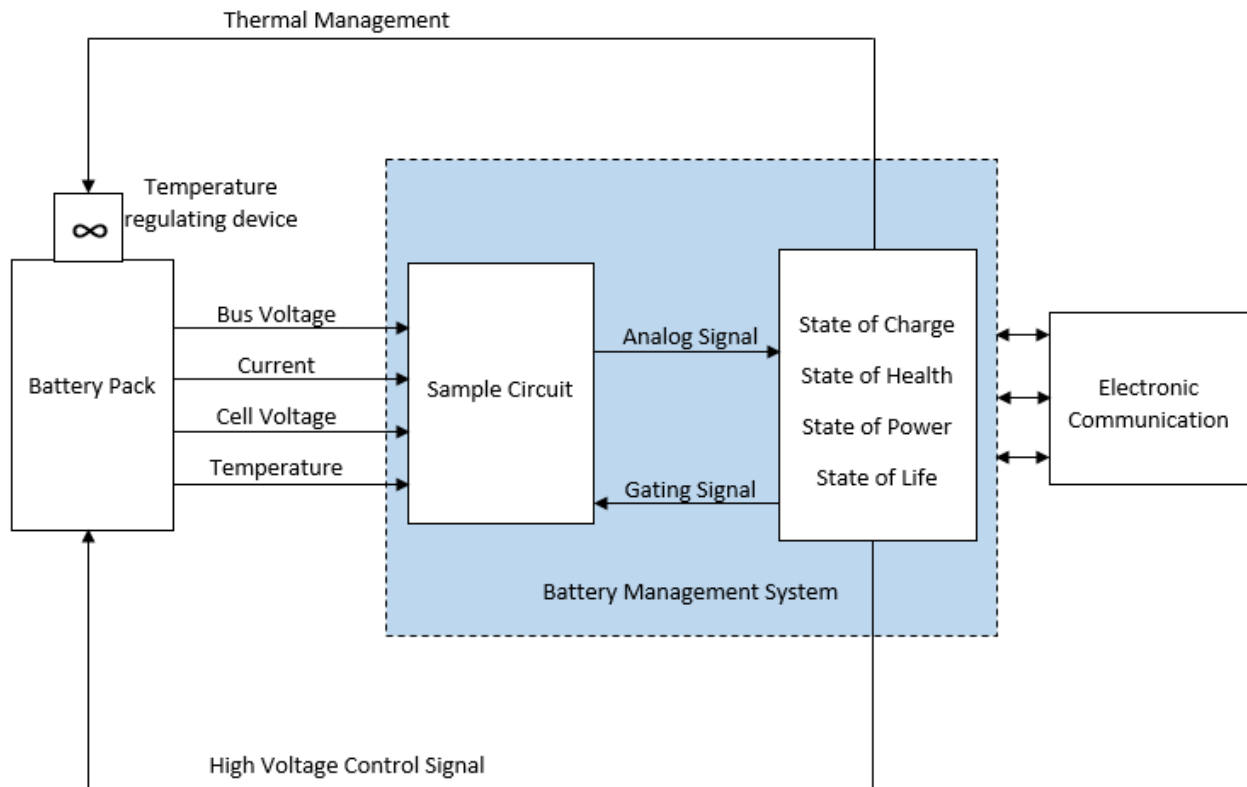 Thermal Management
Temperature
regulating device
∞
Battery Pack
Bus Voltage
Current
Cell Voltage
Temperature
Sample Circuit
Analog Signal
Gating Signal
State of Charge
State of Health
State of Power
State of Life
Battery Management System
Electronic
Communication
High Voltage Control Signal